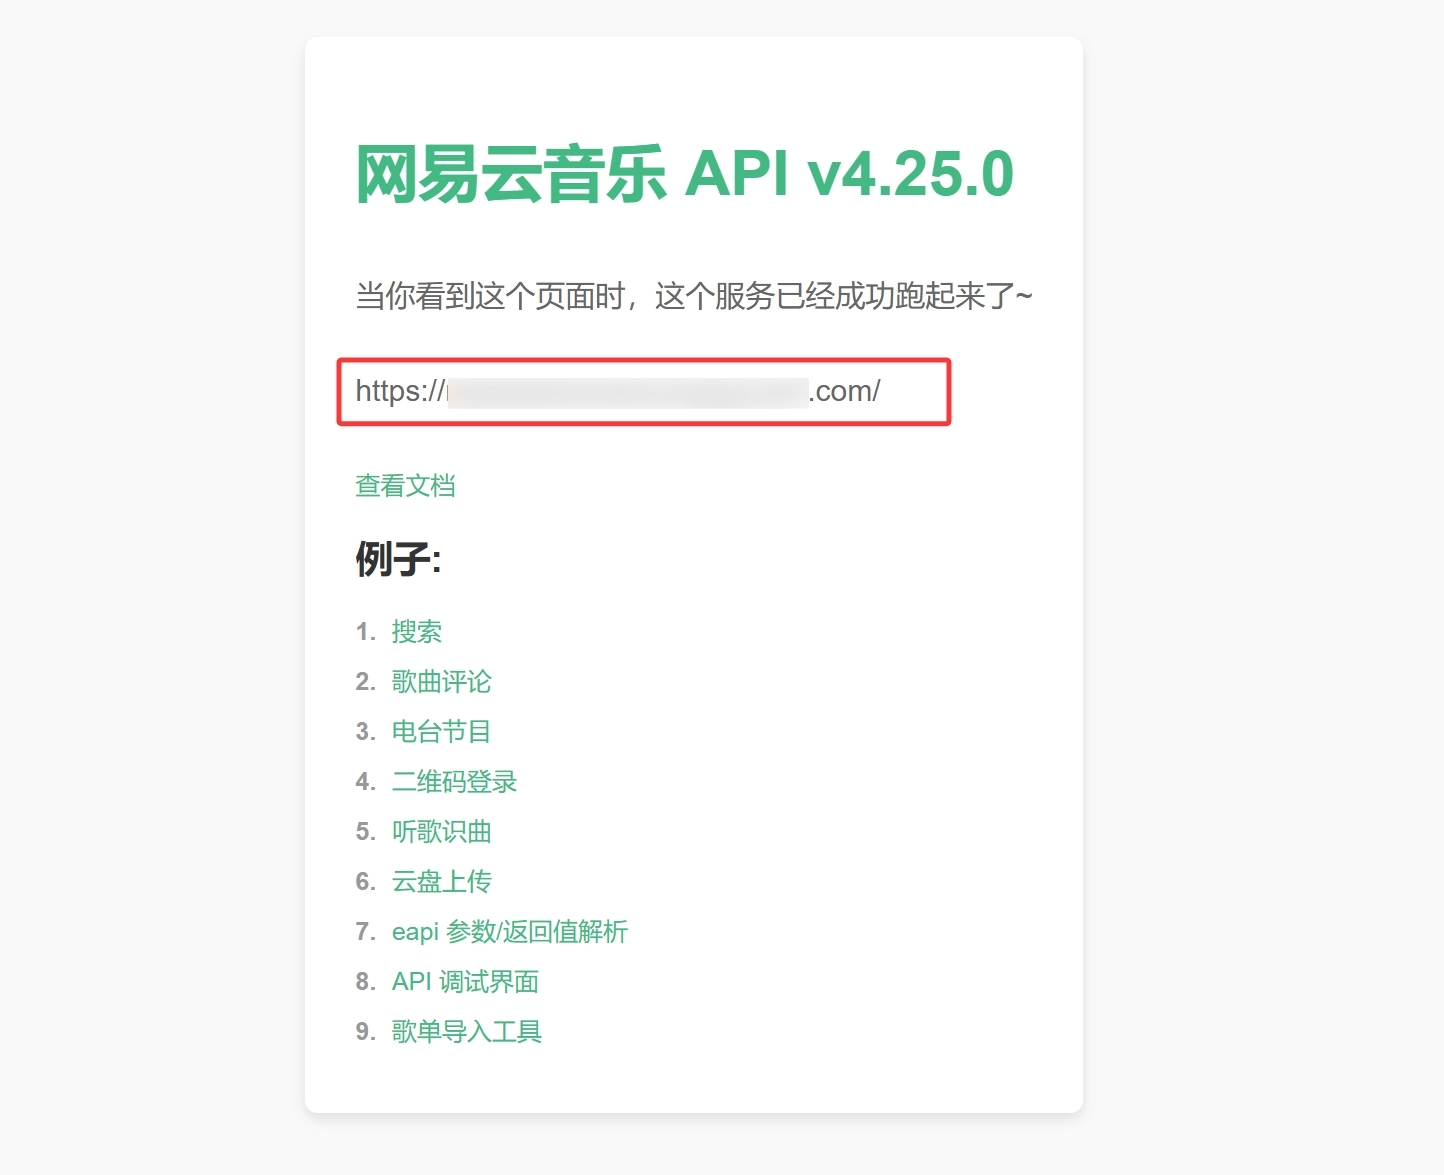 网易云音乐 API v4.25.0
当你看到这个页面时，这个服务已经成功跑起来了~
https:// .com/
查看文档
例子:
1. 搜索
2. 歌曲评论
3. 电台节目
4. 二维码登录
5. 听歌识曲
6. 云盘上传
7. eapi 参数/返回值解析
8. API 调试界面
9. 歌单导入工具